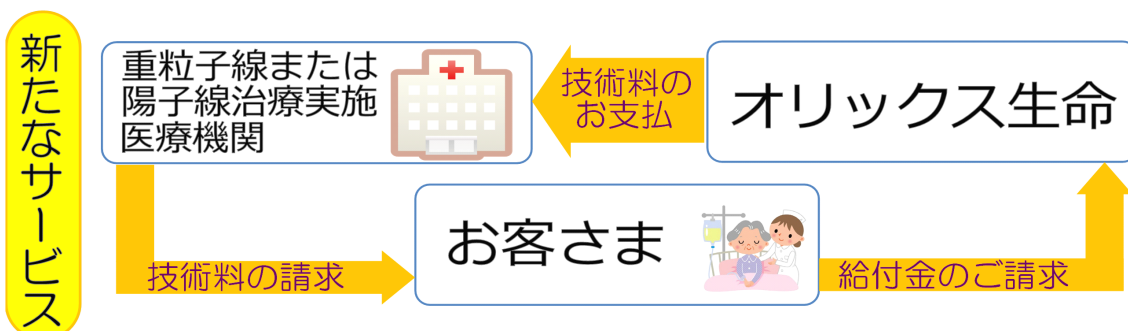 新たなサービス
重粒子線または
陽子線治療実施
医療機関
技術料の
お支払
オリックス生命
お客さま
技術料の請求
給付金のご請求